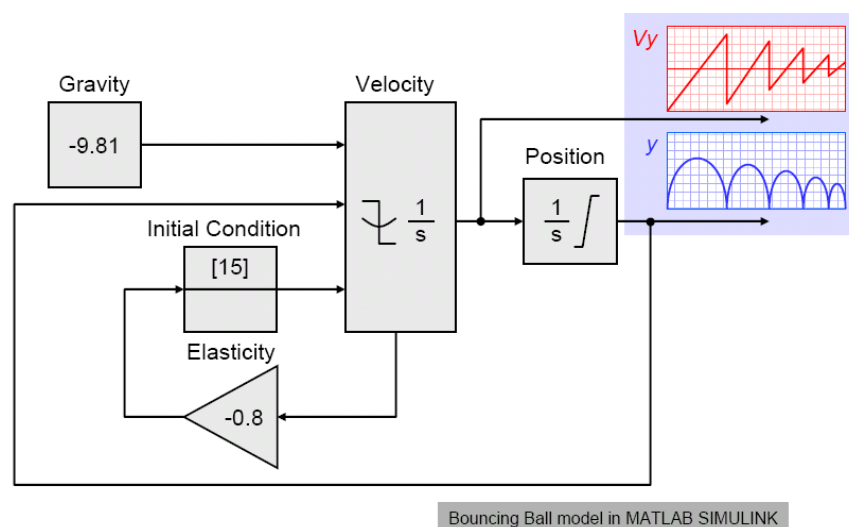 Vy
Gravity
Velocity
-9.81
y
Position
1
s
1
s
Initial Condition
[15]
Elasticity
-0.8
Bouncing Ball model in MATLAB SIMULINK